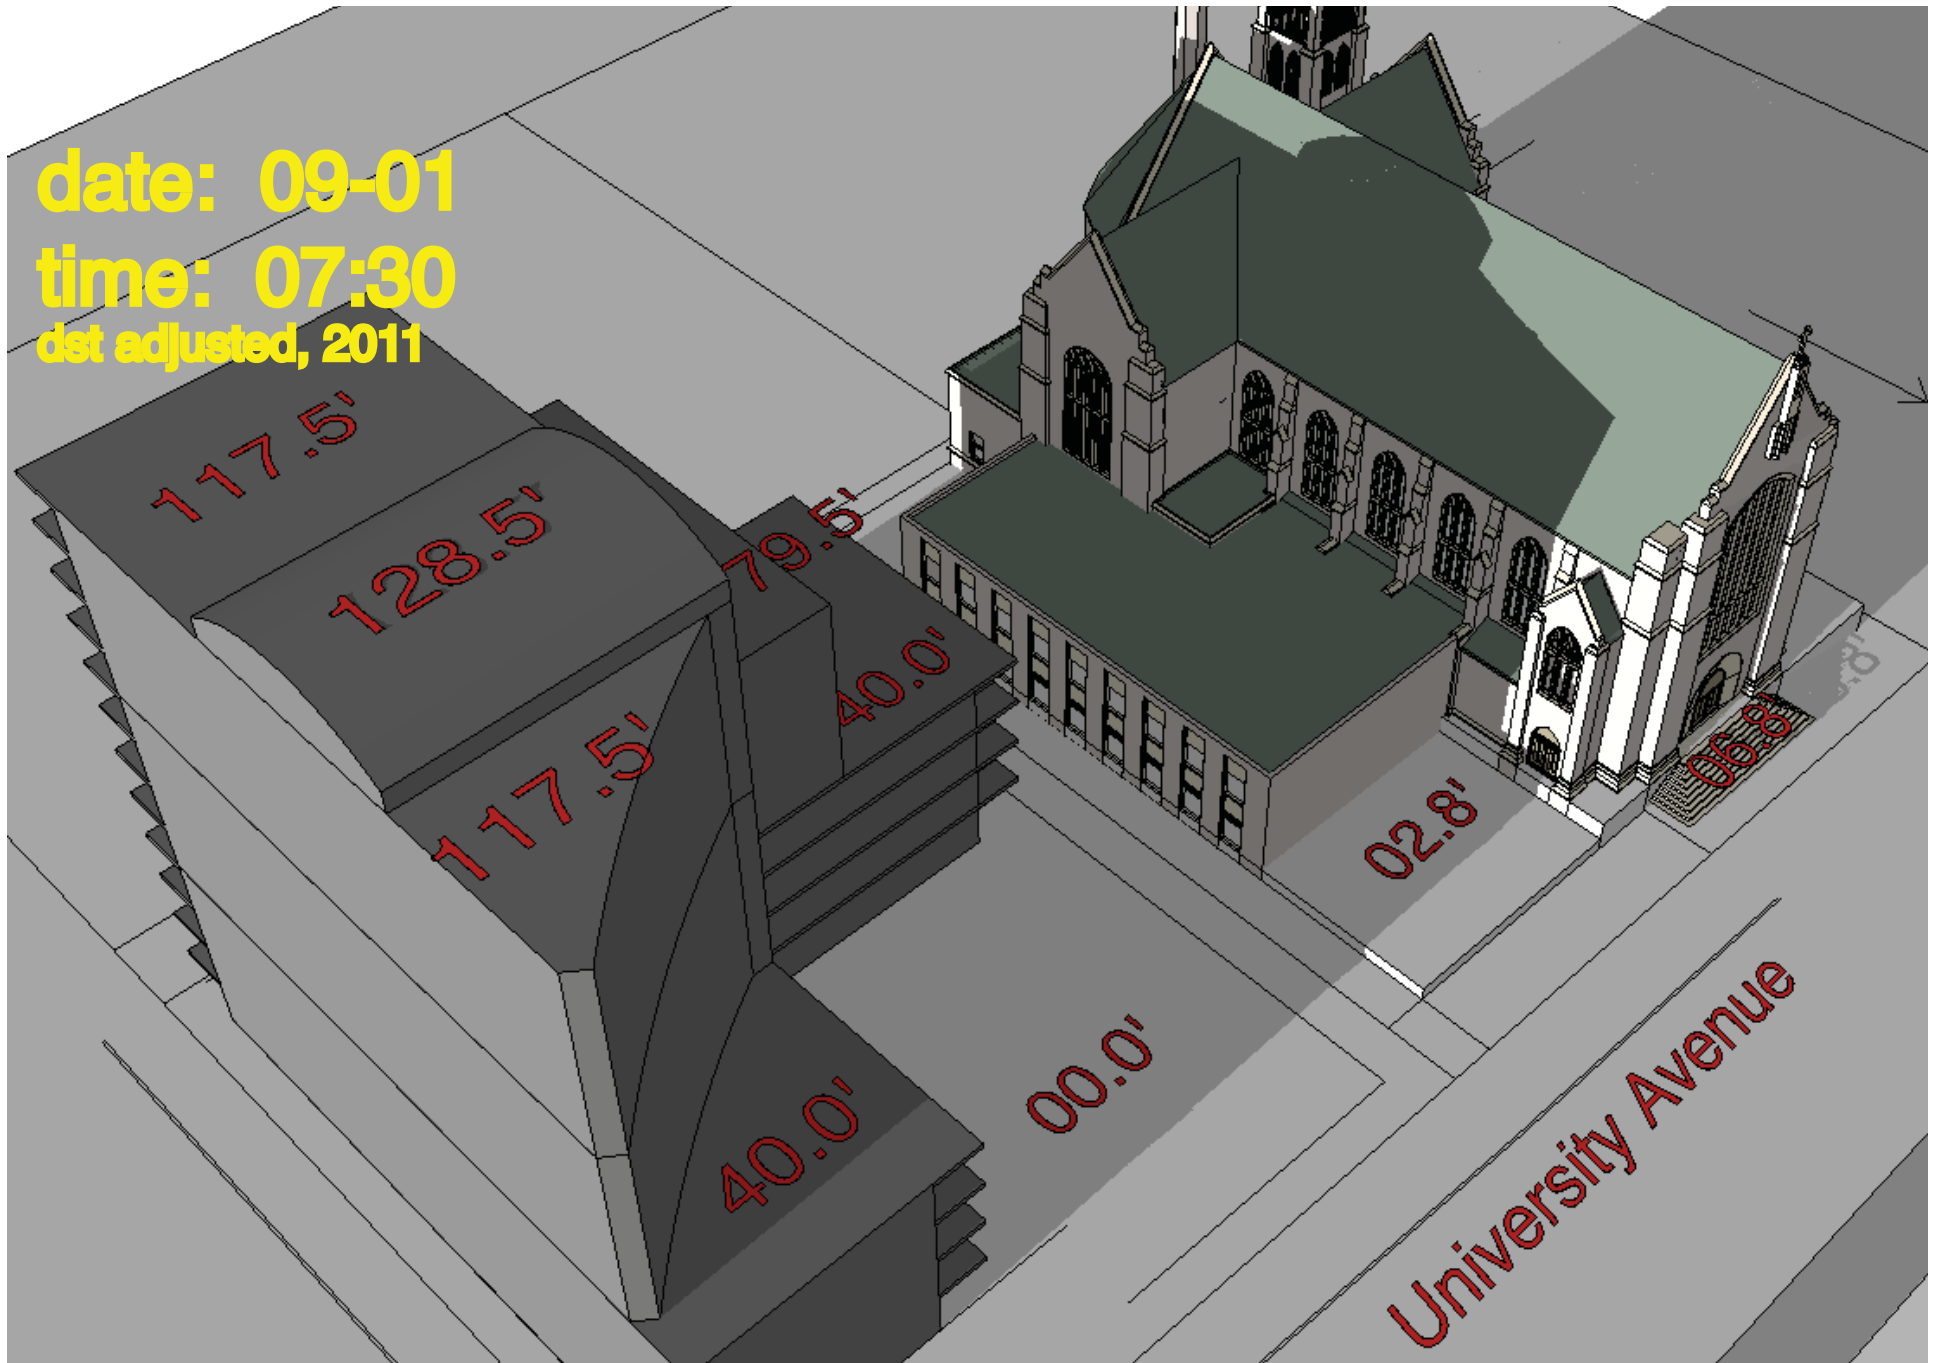 date: 09-01
time: 07:30
dst adjusted, 2011
117.5'
128.5'
79.5'
40.0'
117.5'
06.8'
02.8'
00.0'
40.0'
University Avenue